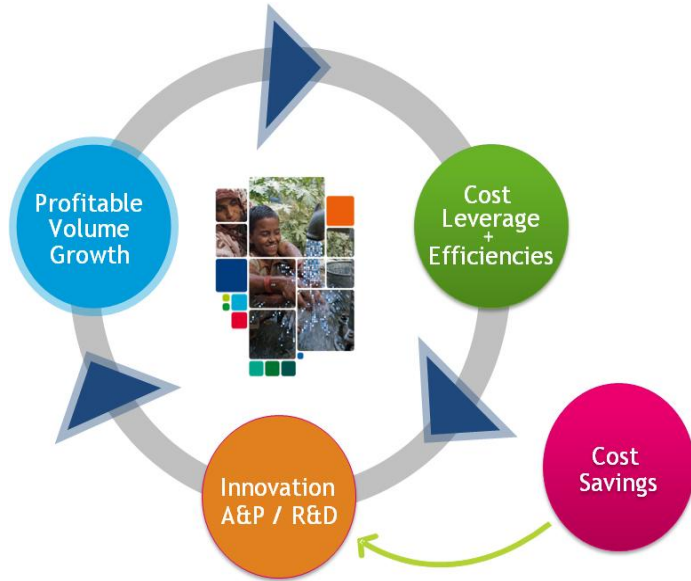 Profitable
Volume
Growth
Cost
Leverage
+
Efficiencies
Innovation
A&P / R&D
Cost
Savings